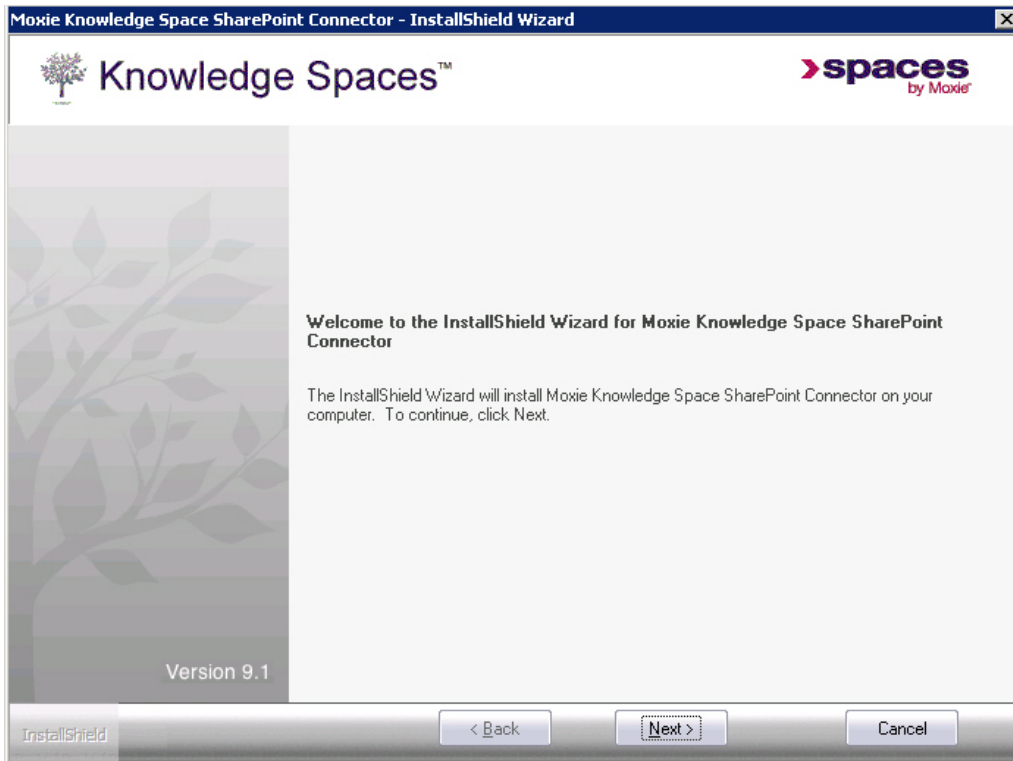 Moxie Knowledge Space SharePoint Connector - InstallShield Wizard
Knowledge Spaces™
spaces
by Moxie®
Welcome to the InstallShield Wizard for Moxie Knowledge Space SharePoint
Connector
The InstallShield Wizard will install Moxie Knowledge Space SharePoint Connector on your
computer. To continue, click Next.
Version 9.1
InstallShield
< Back
Next >
Cancel